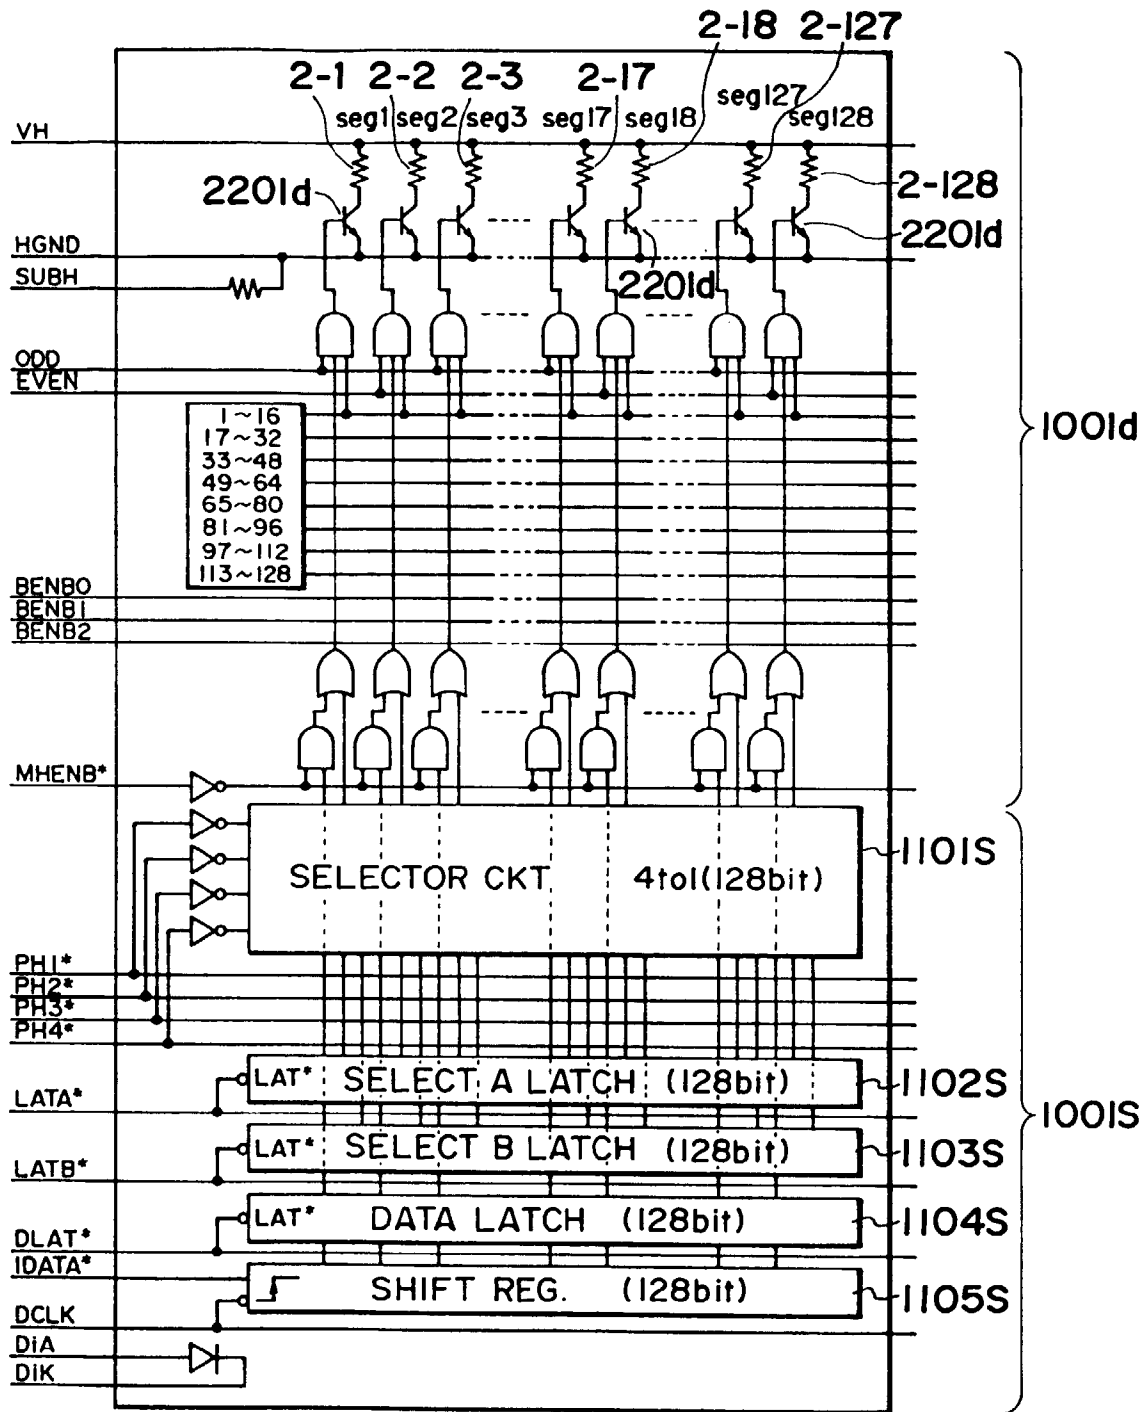 2-18 2-127
2-1 2-2 2-3 2-17
seg127
seg1 seg2 seg3 seg17 seg18 seg128
VH
2201d
2-128
2201d
HGND
2201d
SUBH
ODD
EVEN
1~16
17~32
33~48
49~64
65~80
81~96
97~112
113~128
1001d
BENB0
BENB1
BENB2
MHENB*
SELECTOR CKT 4to1(128bit)
1101S
PH1*
PH2*
PH3*
PH4*
LAT* SELECT A LATCH (128bit)
1102S
LATA*
1001S
LAT* SELECT B LATCH (128bit)
1103S
LATB*
LAT* DATA LATCH (128bit)
1104S
DLAT*
IDATA*
SHIFT REG. (128bit)
1105S
DCLK
DiA
DIK